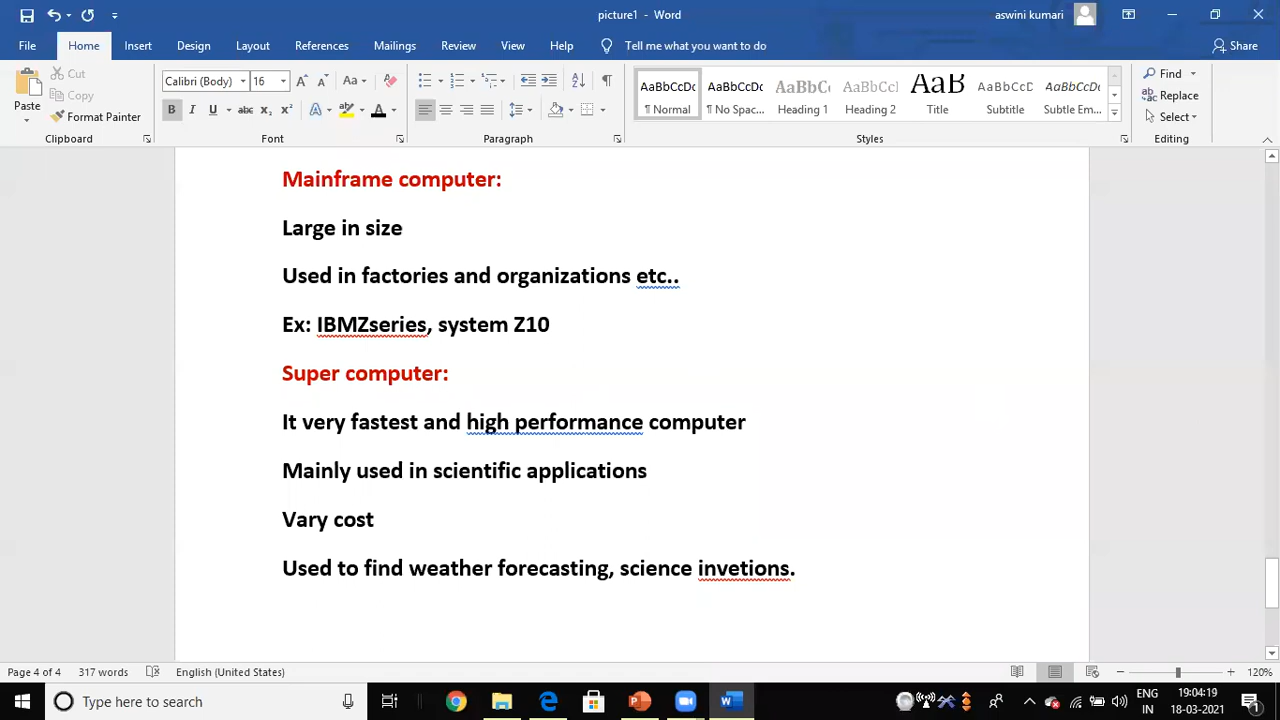 picture1 - Word
aswini kumari
File Home Insert Design Layout References Mailings Review View Help Tell me what you want to do Share
Paste
Cut
Copy
Format Painter
Clipboard
Calibri (Body) 16
Font
Paragraph
AaBbCcDc
¶ Normal
AaBbCcDc
¶ No Spac...
AaBbC
Heading 1
AaBbCcI
Heading 2
AaB
Title
AaBbCcD
Subtitle
AaBbCcDc
Subtle Em...
Styles
Find
Replace
Select
Editing
Mainframe computer:
Large in size
Used in factories and organizations etc..
Ex: IBMZseries, system Z10
Super computer:
It very fastest and high performance computer
Mainly used in scientific applications
Vary cost
Used to find weather forecasting, science invetions.
Page 4 of 4 317 words English (United States) 120%
Type here to search
ENG
IN
19:04:19
18-03-2021